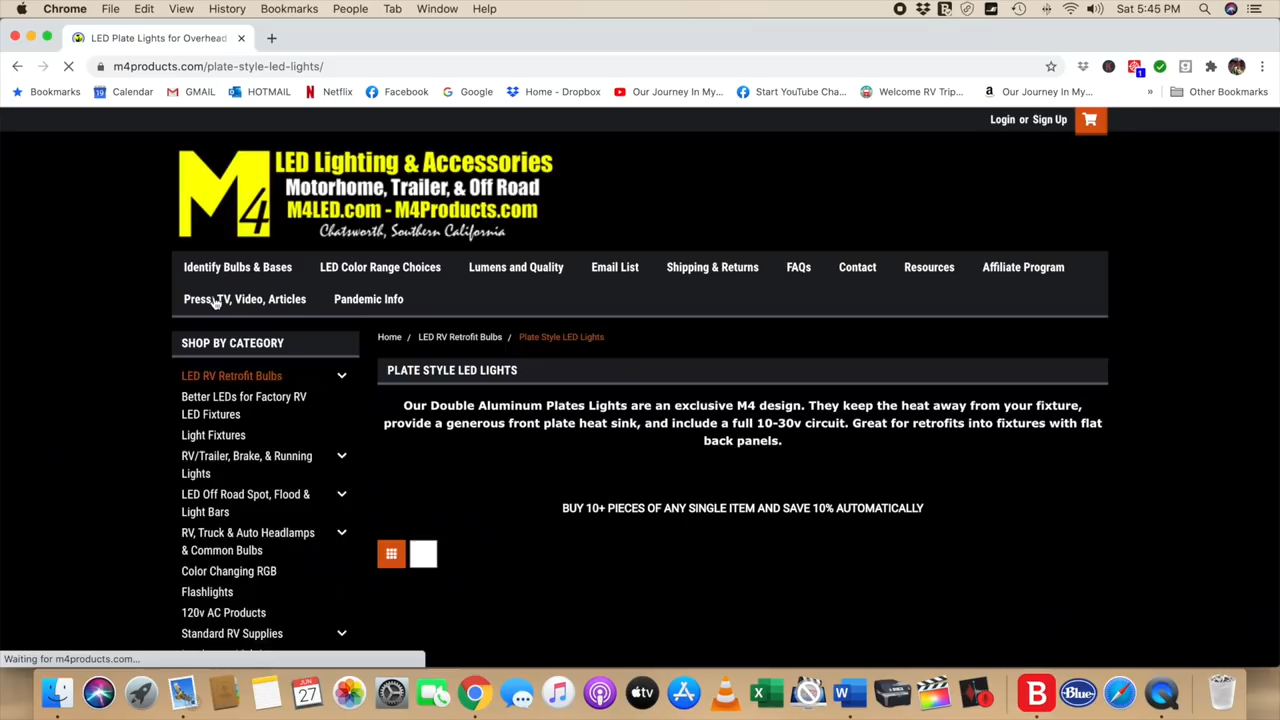 Chrome File Edit View History Bookmarks People Tab Window Help Sat 5:45 PM
LED Plate Lights for Overhead
m4products.com/plate-style-led-lights/
Bookmarks Calendar GMAIL HOTMAIL Netflix Facebook Google Home - Dropbox Our Journey In My... Start YouTube Cha... Welcome RV Trip... Our Journey In My... » Other Bookmarks
Login or Sign Up
M4 LED Lighting & Accessories
Motorhome, Trailer, & Off Road
M4LED.com - M4Products.com
Chatsworth, Southern California
Identify Bulbs & Bases LED Color Range Choices Lumens and Quality Email List Shipping & Returns FAQs Contact Resources Affiliate Program
Press, TV, Video, Articles Pandemic Info
SHOP BY CATEGORY
Home / LED RV Retrofit Bulbs / Plate Style LED Lights
PLATE STYLE LED LIGHTS
LED RV Retrofit Bulbs
Better LEDs for Factory RV
LED Fixtures
Light Fixtures
RV/Trailer, Brake, & Running
Lights
LED Off Road Spot, Flood &
Light Bars
RV, Truck & Auto Headlamps
& Common Bulbs
Color Changing RGB
Flashlights
120v AC Products
Standard RV Supplies
Our Double Aluminum Plates Lights are an exclusive M4 design. They keep the heat away from your fixture,
provide a generous front plate heat sink, and include a full 10-30v circuit. Great for retrofits into fixtures with flat
back panels.
BUY 10+ PIECES OF ANY SINGLE ITEM AND SAVE 10% AUTOMATICALLY
Waiting for m4products.com...
JUN
27
tv
W
B
Blue